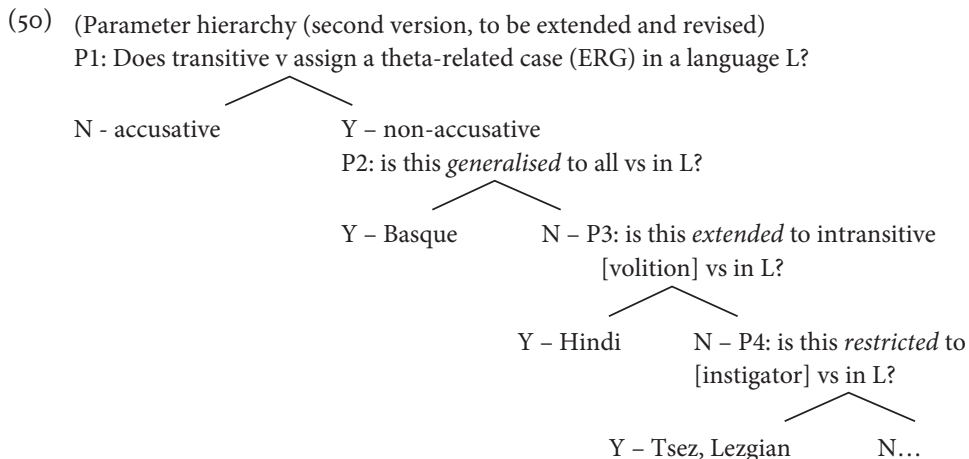 (50) (Parameter hierarchy (second version, to be extended and revised)
P1: Does transitive v assign a theta-related case (ERG) in a language L?
N - accusative Y – non-accusative
P2: is this generalised to all vs in L?
Y – Basque N – P3: is this extended to intransitive
[volition] vs in L?
Y – Hindi N – P4: is this restricted to
[instigator] vs in L?
Y – Tsez, Lezgian N…